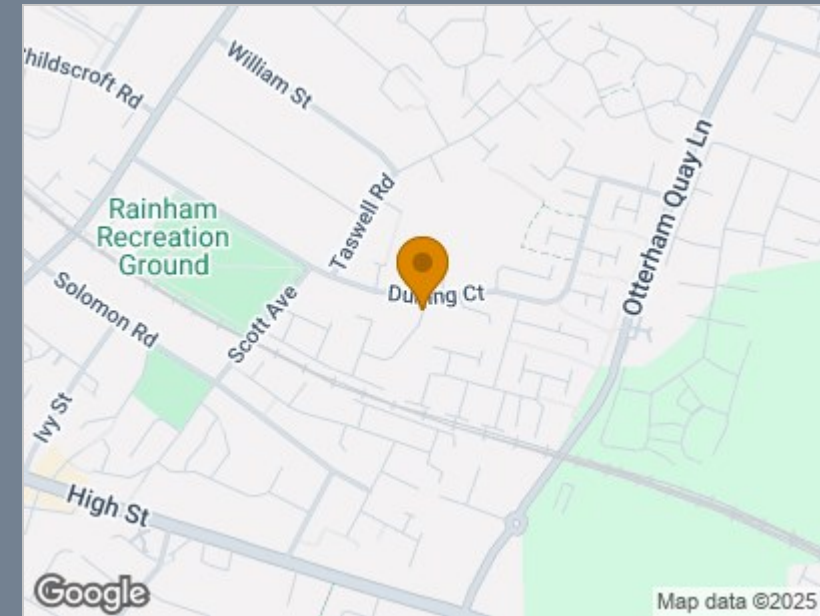 Childscroft Rd
William St
Otterham Quay Ln
Taswell Rd
Rainham
Recreation
Ground
Solomon Rd
Scott Ave
Ct
Ivy St
High St
Google
Map data ©2025